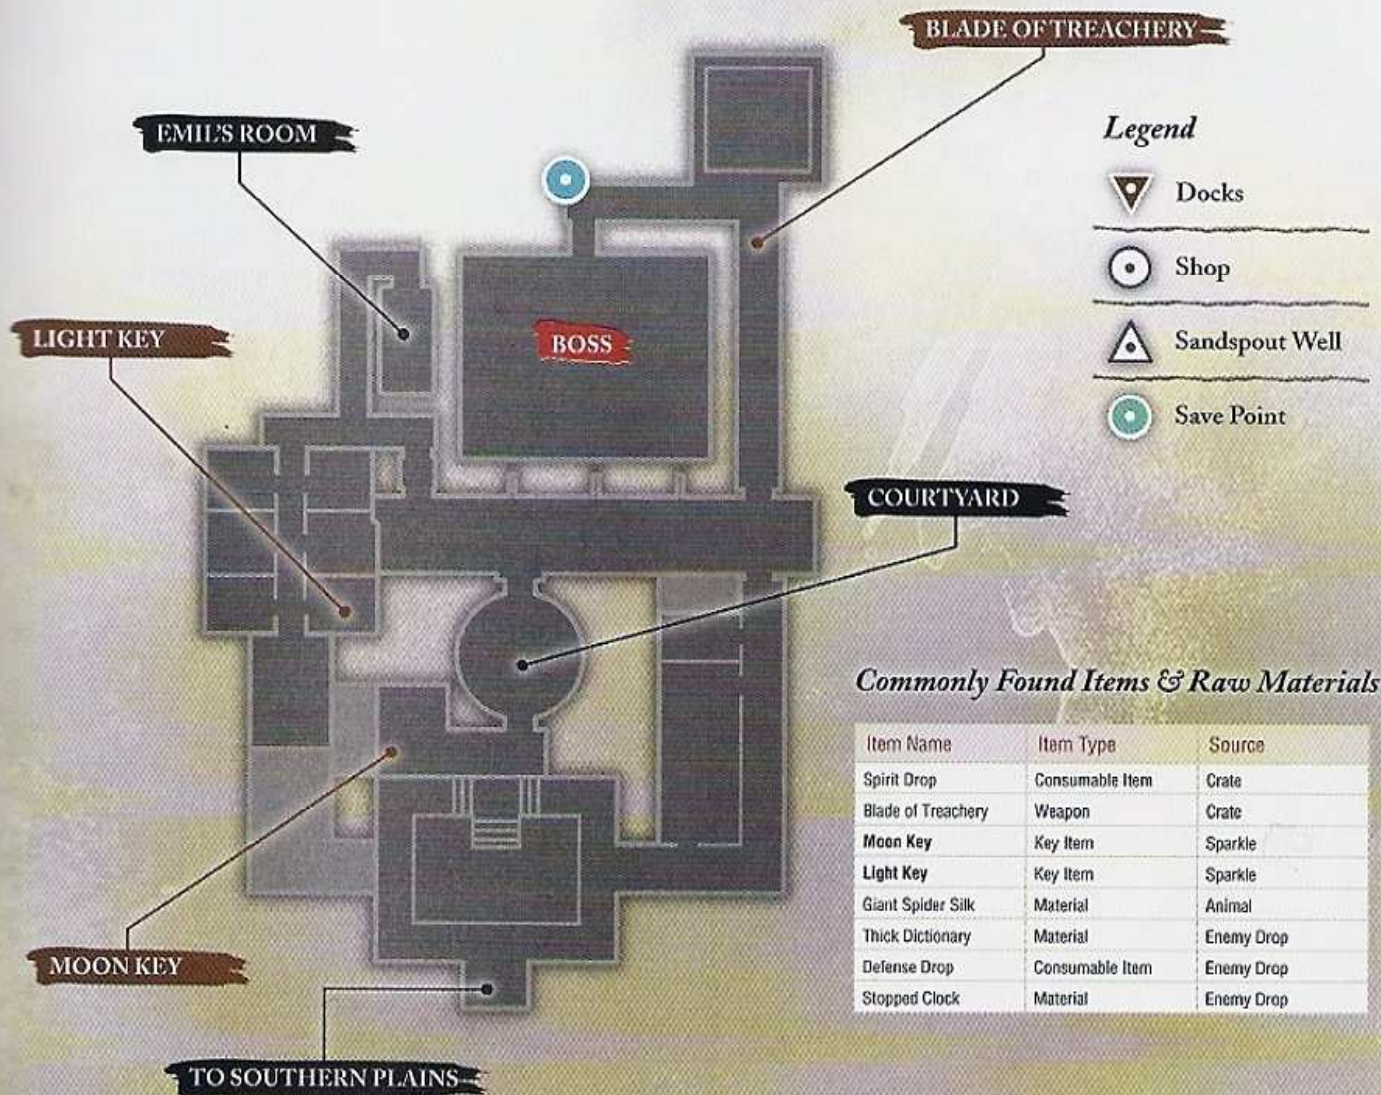 BLADE OF TREACHERY
EMIL'S ROOM
Legend
Docks
Shop
LIGHT KEY
BOSS
Sandspout Well
Save Point
COURTYARD
Commonly Found Items & Raw Materials
Item Name Item Type Source
Spirit Drop Consumable Item Crate
Blade of Treachery Weapon Crate
Moon Key Key Item Sparkle
Light Key Key Item Sparkle
Giant Spider Silk Material Animal
Thick Dictionary Material Enemy Drop
Defense Drop Consumable Item Enemy Drop
Stopped Clock Material Enemy Drop
MOON KEY
TO SOUTHERN PLAINS